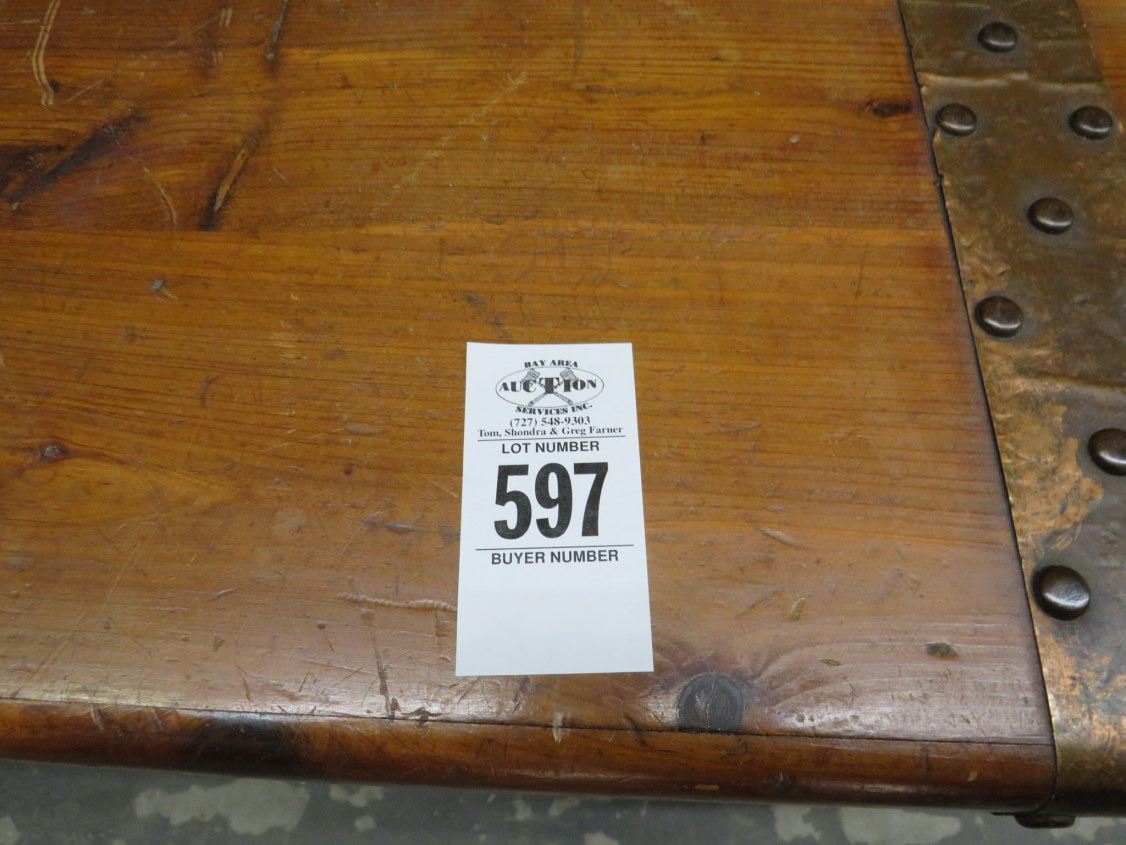 BAY AREA
AUCTION
SERVICES INC.
(727) 548-9303
Tom, Shondra & Greg Farner
LOT NUMBER
597
BUYER NUMBER